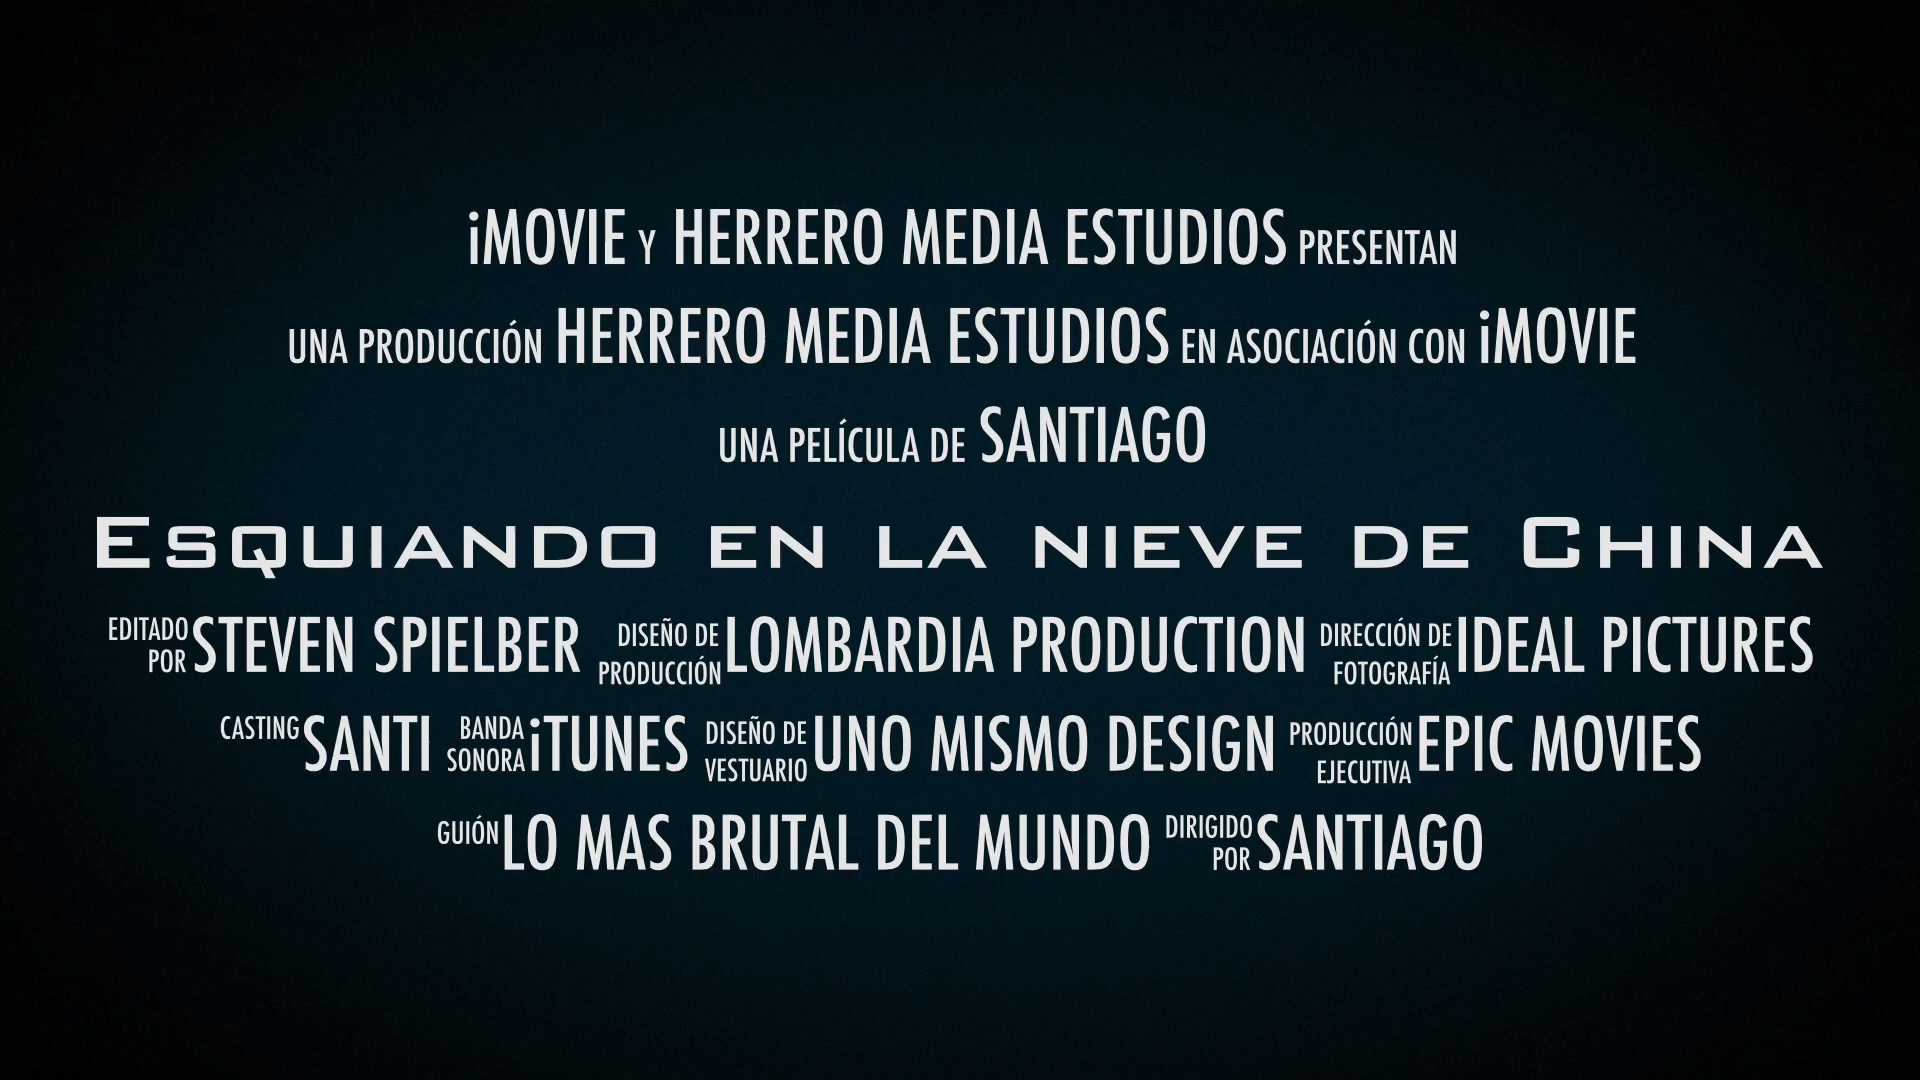 iMOVIE Y HERRERO MEDIA ESTUDIOS PRESENTAN
UNA PRODUCCIÓN HERRERO MEDIA ESTUDIOS EN ASOCIACIÓN CON iMOVIE
UNA PELÍCULA DE SANTIAGO
ESQUIANDO EN LA NIEVE DE CHINA
EDITADO POR STEVEN SPIELBER DISEÑO DE PRODUCCIÓN LOMBARDIA PRODUCTION DIRECCIÓN DE FOTOGRAFÍA IDEAL PICTURES
CASTING SANTI BANDA SONORA iTUNES DISEÑO DE VESTUARIO UNO MISMO DESIGN PRODUCCIÓN EJECUTIVA EPIC MOVIES
GUIÓN LO MAS BRUTAL DEL MUNDO DIRIGIDO POR SANTIAGO